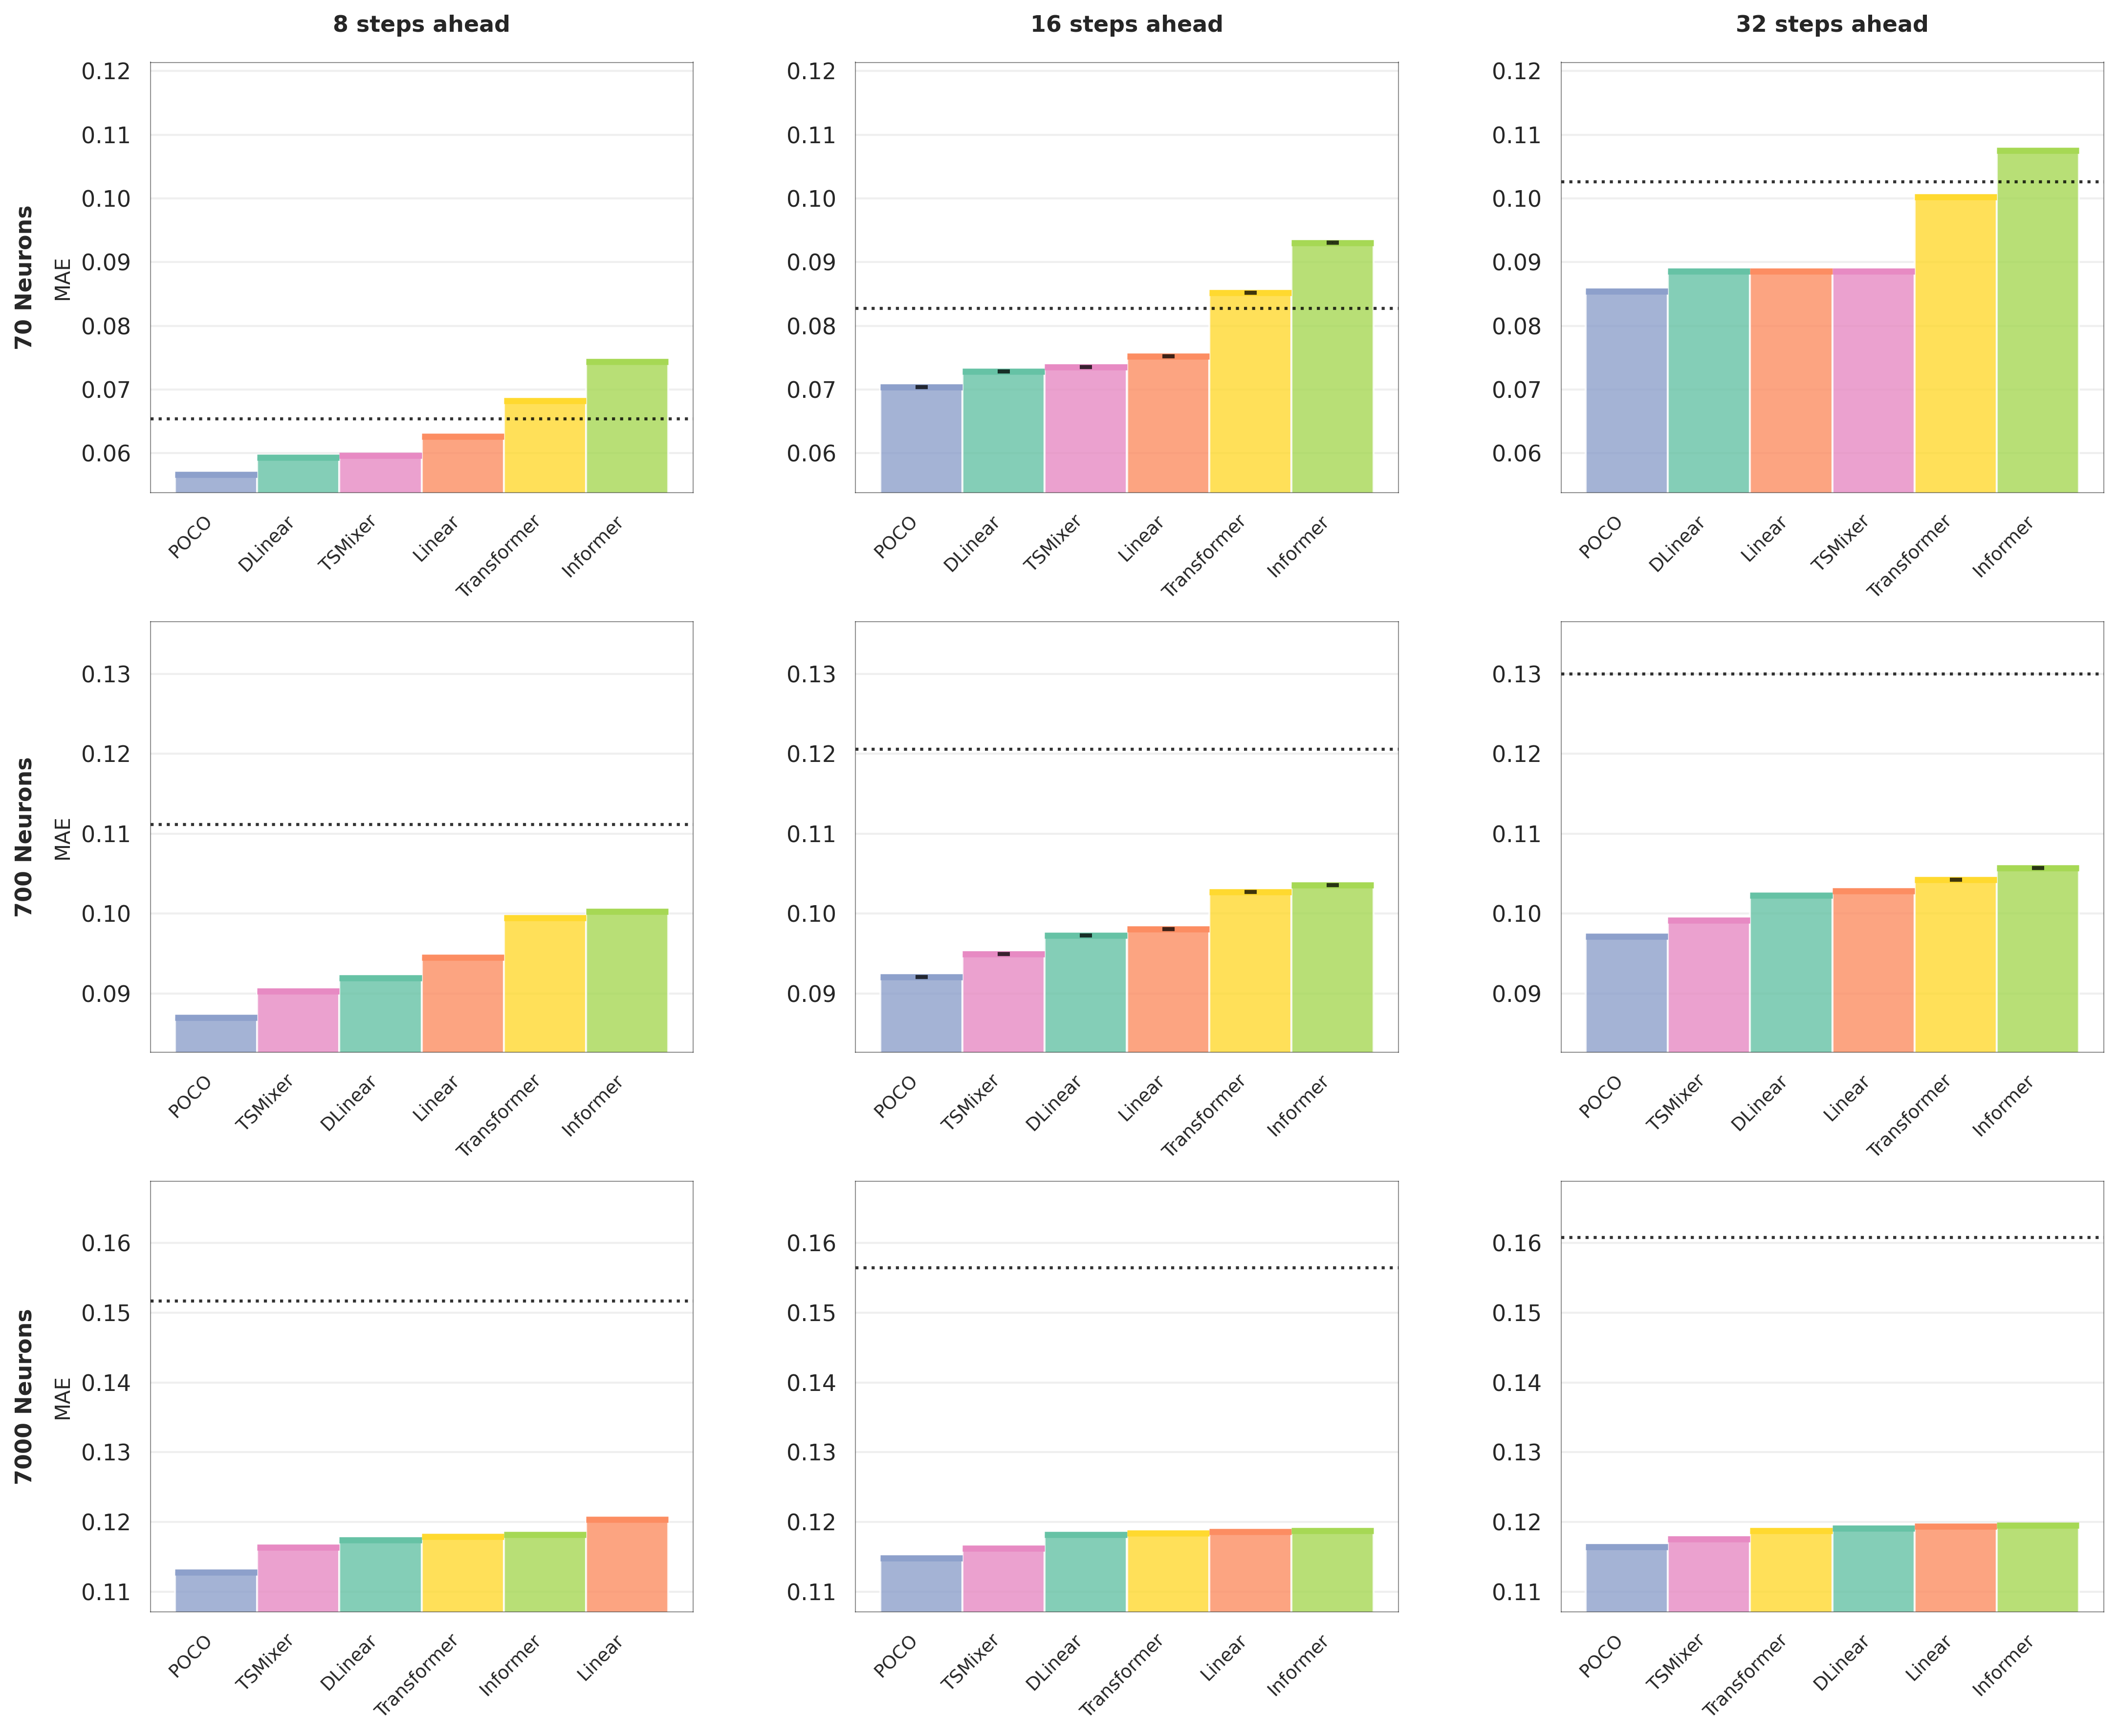 8 steps ahead
16 steps ahead
32 steps ahead
70 Neurons
MAE
0.12
0.11
0.10
0.09
0.08
0.07
0.06
POCO
DLinear
TSMixer
Linear
Transformer
Informer
0.12
0.11
0.10
0.09
0.08
0.07
0.06
POCO
DLinear
TSMixer
Linear
Transformer
Informer
0.12
0.11
0.10
0.09
0.08
0.07
0.06
POCO
DLinear
Linear
TSMixer
Transformer
Informer
700 Neurons
MAE
0.13
0.12
0.11
0.10
0.09
POCO
TSMixer
DLinear
Linear
Transformer
Informer
0.13
0.12
0.11
0.10
0.09
POCO
TSMixer
DLinear
Linear
Transformer
Informer
0.13
0.12
0.11
0.10
0.09
POCO
TSMixer
DLinear
Linear
Transformer
Informer
7000 Neurons
MAE
0.16
0.15
0.14
0.13
0.12
0.11
POCO
TSMixer
DLinear
Transformer
Informer
Linear
0.16
0.15
0.14
0.13
0.12
0.11
POCO
TSMixer
DLinear
Transformer
Linear
Informer
0.16
0.15
0.14
0.13
0.12
0.11
POCO
TSMixer
Transformer
DLinear
Linear
Informer